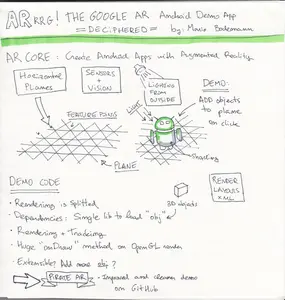 ARrrg! THE GOOGLE AR Android Demo App
= DECIPHERED = by: Mario Bodemann
AR CORE : Create Android Apps with Augmented Reality
Horizontal
PLANES
SENSORS
+
VISION
LIGHTING
FROM
OUTSIDE
DEMO:
ADD objects
to plane
on click
FEATURE POINTS
LIGHT
Shading
PLANE
DEMO CODE
3D objects
RENDER
LAYOUTS
XML
• Rendering is splitted
• Dependencies: Simple lib to load "obj"
• Rendering + Tracking
• Huge "onDraw" method on OpenGL render
• Extensible? Add more obj?
PIRATE AR
• Improved and cleaner demo
on GitHub